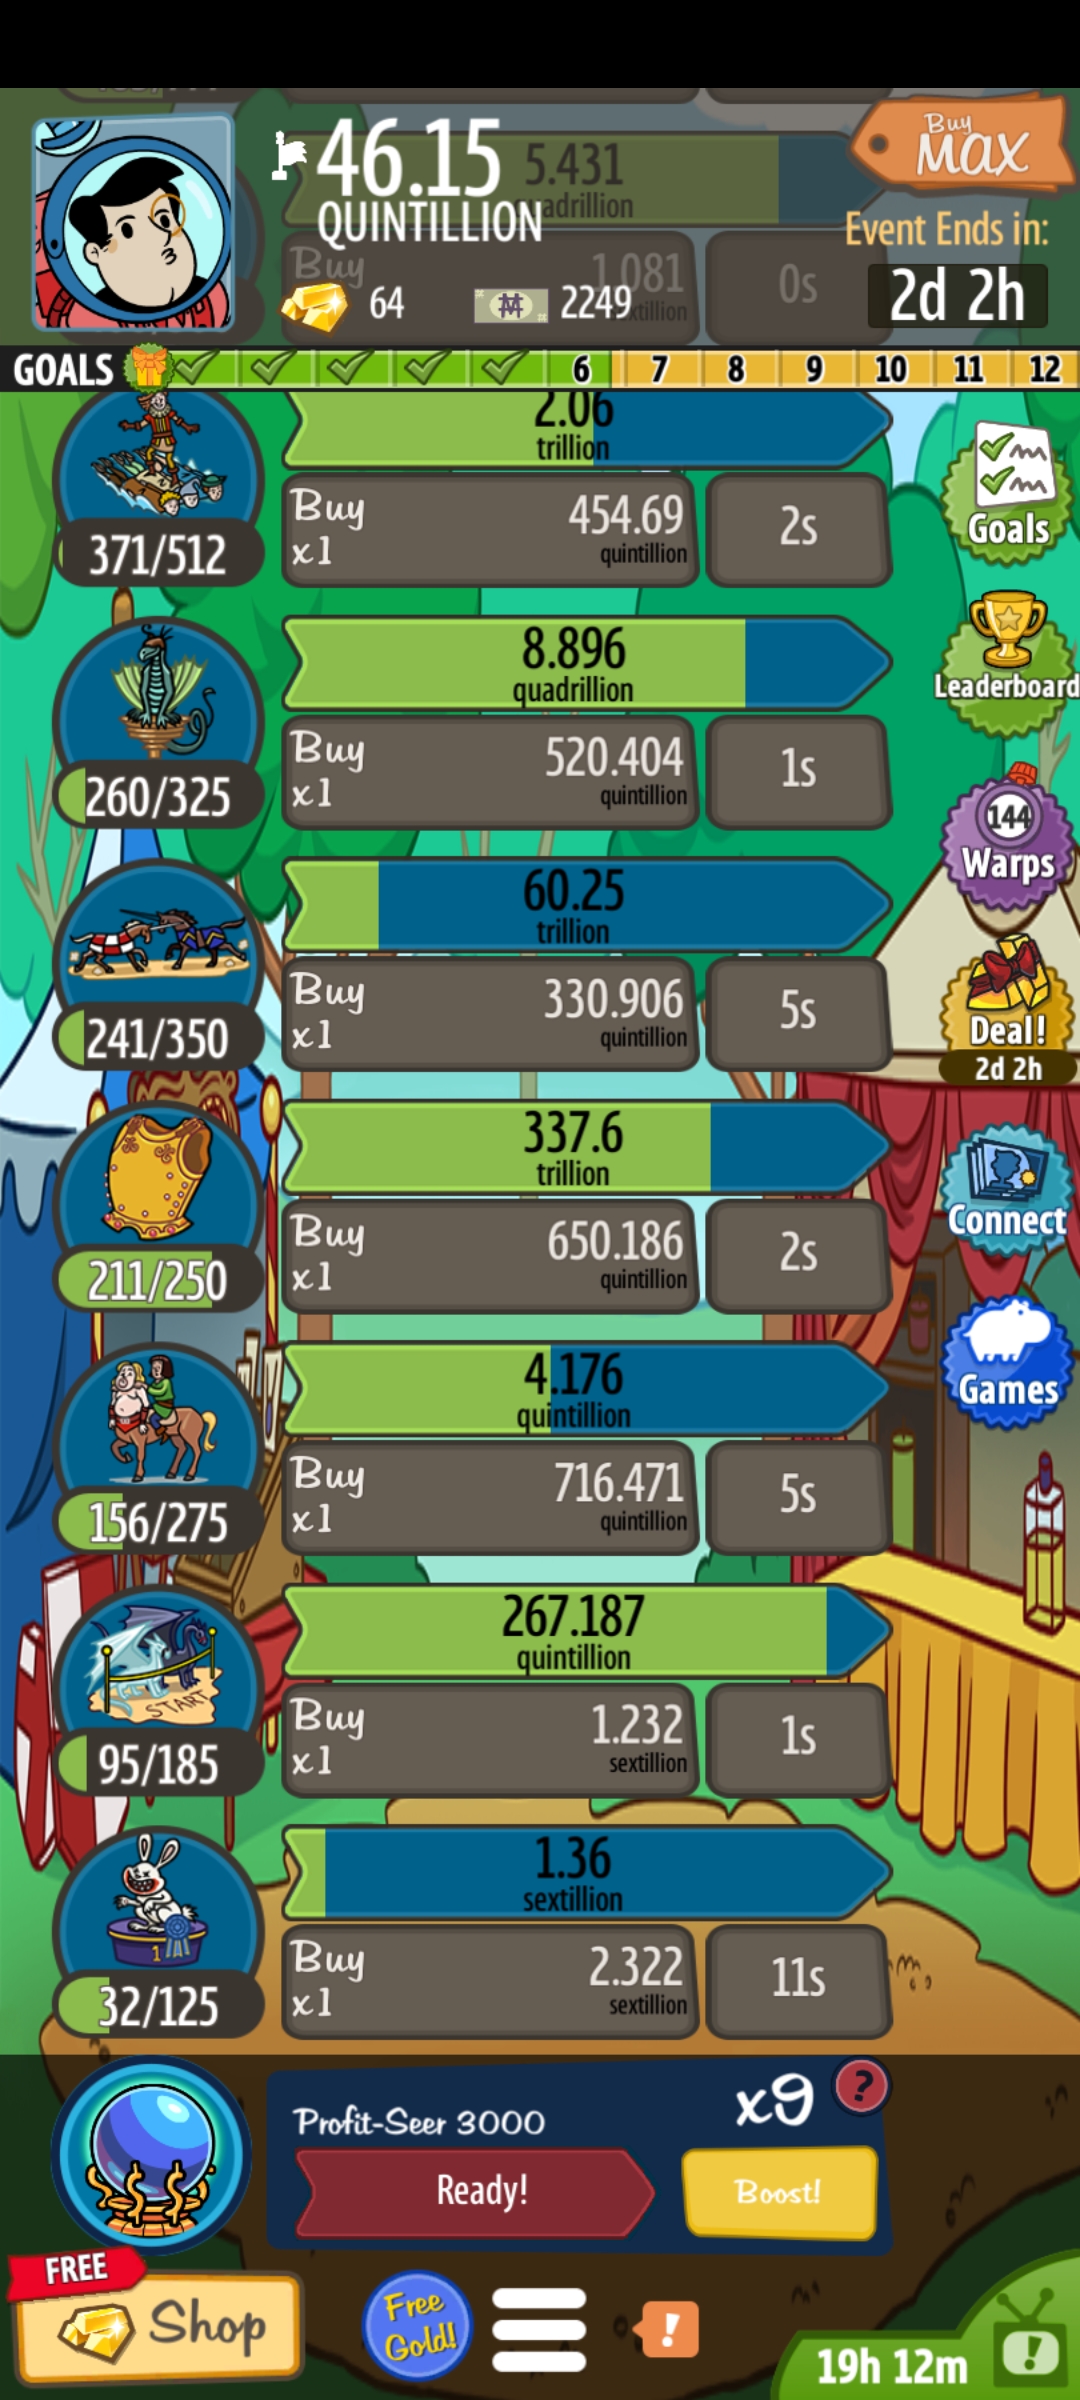 46.15
QUINTILLION
5.431
quadrillion
Buy
MAX
Event Ends in:
2d 2h
Buy
1.081
0s
64
2249
GOALS
6
7
8
9
10
11
12
2.06
trillion
Buy
x1
454.69
quintillion
2s
371/512
Goals
8.896
quadrillion
Buy
x1
520.404
quintillion
1s
260/325
Leaderboard
144
Warps
60.25
trillion
Buy
x1
330.906
quintillion
5s
241/350
Deal!
2d 2h
337.6
trillion
Buy
x1
650.186
quintillion
2s
211/250
Connect
4.176
quintillion
Buy
x1
716.471
quintillion
5s
156/275
Games
267.187
quintillion
START
Buy
x1
1.232
sextillion
1s
95/185
1.36
sextillion
1
Buy
x1
2.322
sextillion
11s
32/125
Profit-Seer 3000
x9
?
Ready!
Boost!
FREE
Shop
Free
Gold!
!
19h 12m
!